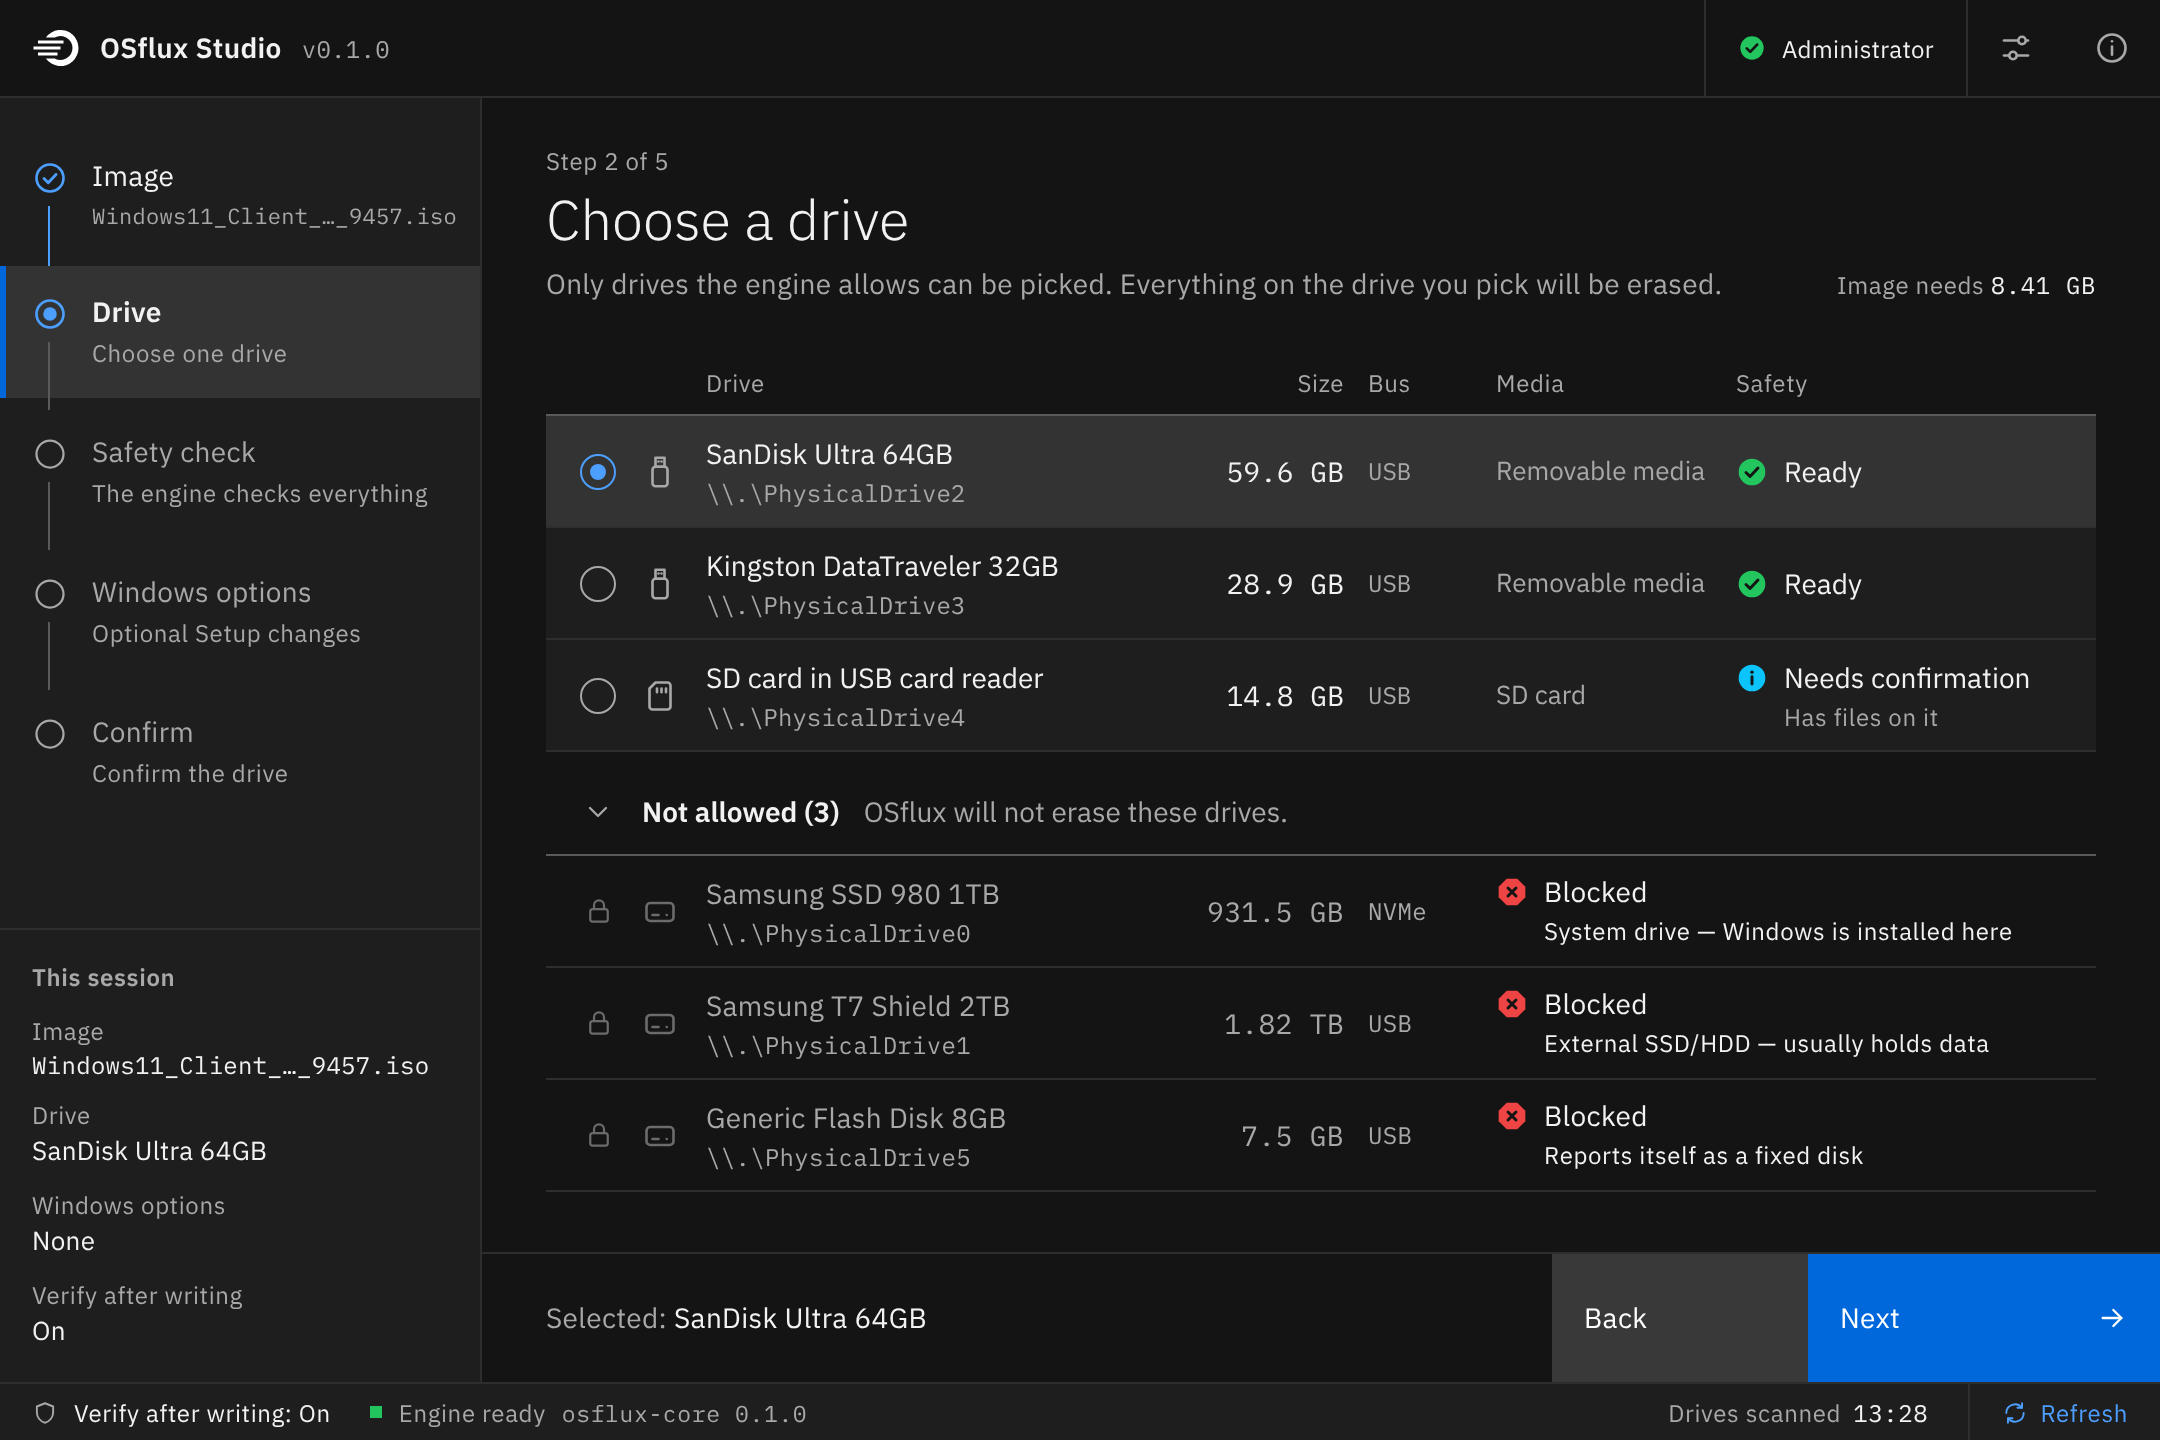 OSflux Studio v0.1.0
Administrator
Image
Windows11_Client_…_9457.iso
Drive
Choose one drive
Safety check
The engine checks everything
Windows options
Optional Setup changes
Confirm
Confirm the drive
This session
Image
Windows11_Client_…_9457.iso
Drive
SanDisk Ultra 64GB
Windows options
None
Verify after writing
On
Step 2 of 5
Choose a drive
Only drives the engine allows can be picked. Everything on the drive you pick will be erased.
Image needs 8.41 GB
Drive Size Bus Media Safety
SanDisk Ultra 64GB
\\.\PhysicalDrive2
59.6 GB USB Removable media Ready
Kingston DataTraveler 32GB
\\.\PhysicalDrive3
28.9 GB USB Removable media Ready
SD card in USB card reader
\\.\PhysicalDrive4
14.8 GB USB SD card Needs confirmation
Has files on it
Not allowed (3) OSflux will not erase these drives.
Samsung SSD 980 1TB
\\.\PhysicalDrive0
931.5 GB NVMe Blocked
System drive — Windows is installed here
Samsung T7 Shield 2TB
\\.\PhysicalDrive1
1.82 TB USB Blocked
External SSD/HDD — usually holds data
Generic Flash Disk 8GB
\\.\PhysicalDrive5
7.5 GB USB Blocked
Reports itself as a fixed disk
Selected: SanDisk Ultra 64GB
Back
Next
Verify after writing: On
Engine ready osflux-core 0.1.0
Drives scanned 13:28
Refresh